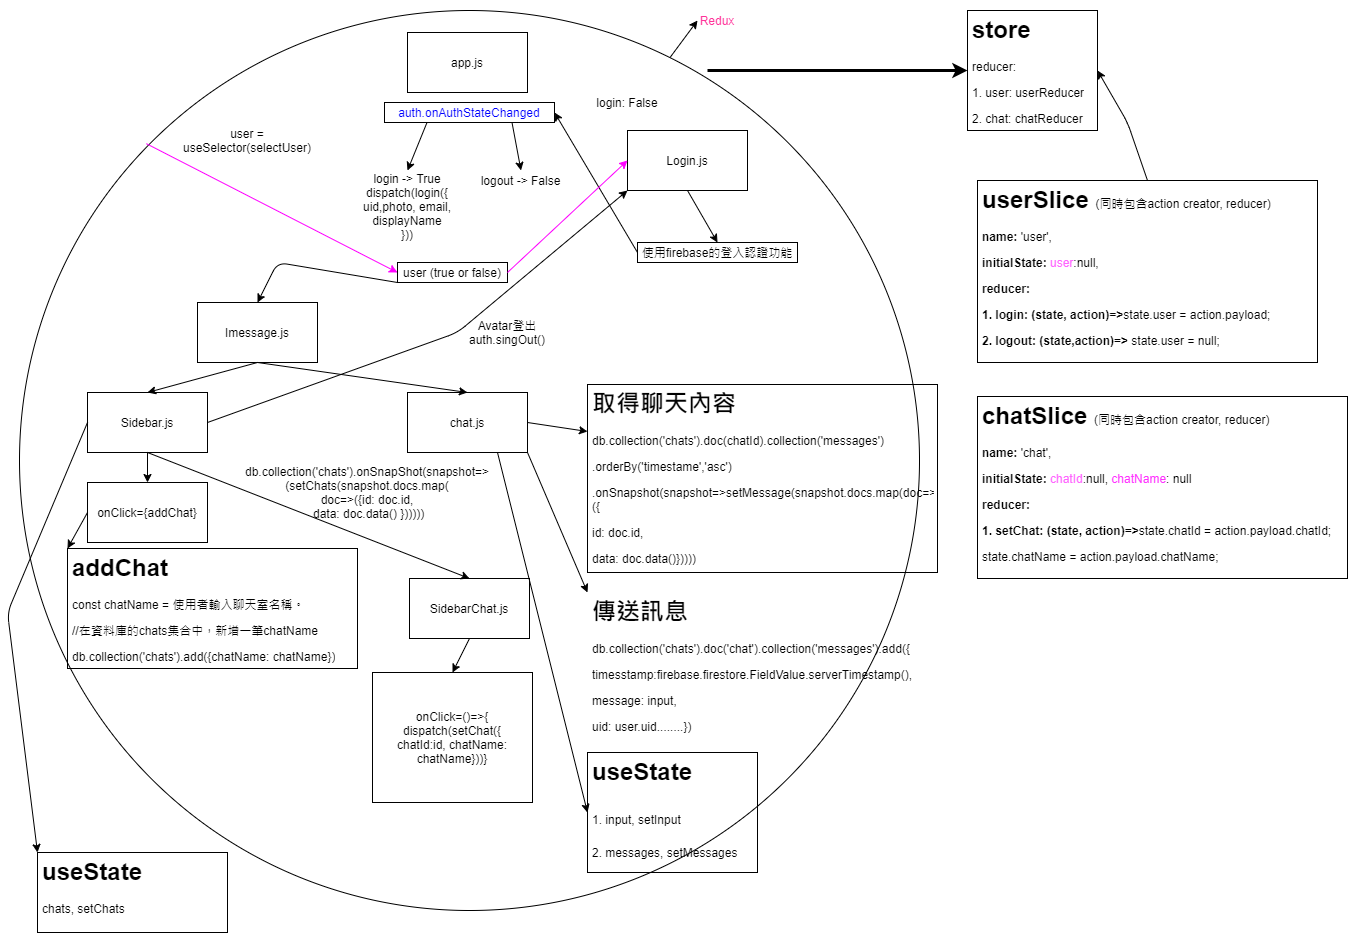 Redux
app.js
auth.onAuthStateChanged
login: False
user =
useSelector(selectUser)
login -> True
dispatch(login({
uid,photo, email,
displayName
}))
logout -> False
Login.js
使用firebase的登入認證功能
user (true or false)
Imessage.js
Avatar登出
auth.singOut()
Sidebar.js
chat.js
db.collection('chats').onSnapShot(snapshot=>
(setChats(snapshot.docs.map(
doc=>({id: doc.id,
data: doc.data() }))))))
onClick={addChat}
addChat
const chatName = 使用者輸入聊天室名稱。
//在資料庫的chats集合中，新增一筆chatName
db.collection('chats').add({chatName: chatName})
SidebarChat.js
onClick=()=>{
dispatch(setChat({
chatId:id, chatName:
chatName}))}
取得聊天內容
db.collection('chats').doc(chatId).collection('messages')
.orderBy('timestame','asc')
.onSnapshot(snapshot=>setMessage(snapshot.docs.map(doc=>
({
id: doc.id,
data: doc.data()}))))
傳送訊息
db.collection('chats').doc('chat').collection('messages').add({
timesstamp:firebase.firestore.FieldValue.serverTimestamp(),
message: input,
uid: user.uid........})
useState
1. input, setInput
2. messages, setMessages
useState
chats, setChats
store
reducer:
1. user: userReducer
2. chat: chatReducer
userSlice (同時包含action creator, reducer)
name: 'user',
initialState: user:null,
reducer:
1. login: (state, action)=>state.user = action.payload;
2. logout: (state,action)=> state.user = null;
chatSlice (同時包含action creator, reducer)
name: 'chat',
initialState: chatId:null, chatName: null
reducer:
1. setChat: (state, action)=>state.chatId = action.payload.chatId;
state.chatName = action.payload.chatName;